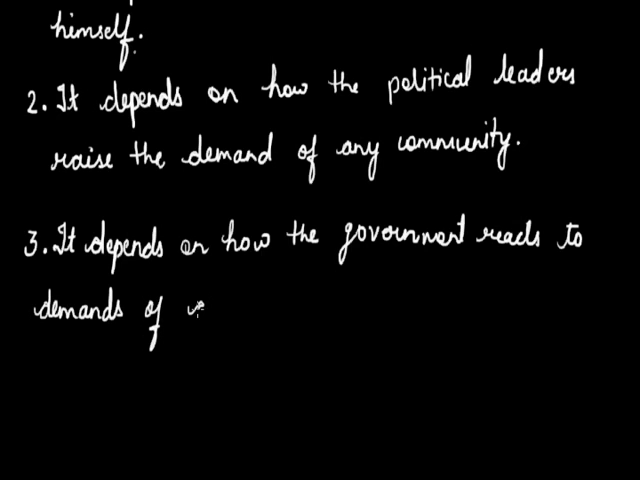 himself.
2. It depends on how the political leaders
raise the demand of any community.
3. It depends on how the government reacts to
demands of